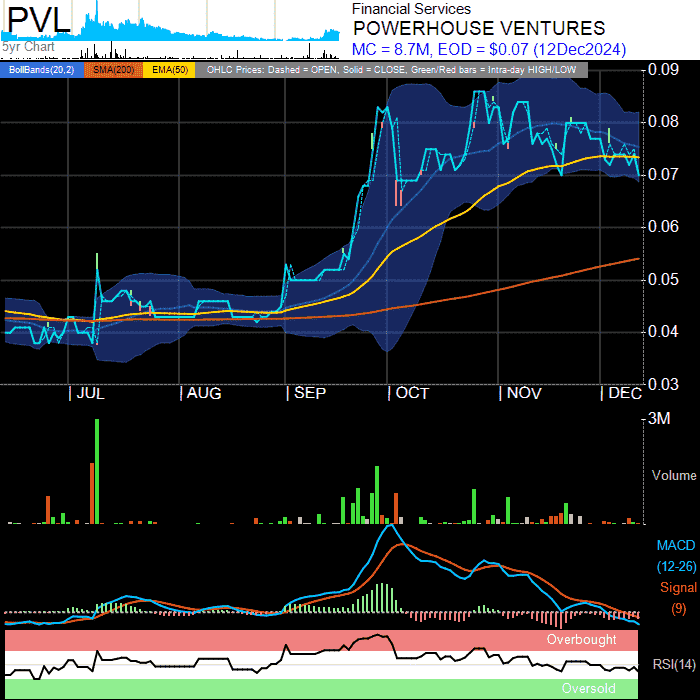 PVL
5yr Chart
Financial Services
POWERHOUSE VENTURES
MC = 8.7M, EOD = $0.07 (12Dec2024)
BollBands(20,2) SMA(200) EMA(50) OHLC Prices: Dashed = OPEN, Solid = CLOSE, Green/Red bars = Intra-day HIGH/LOW
0.09
0.08
0.07
0.06
0.05
0.04
0.03
| JUL | AUG | SEP | OCT | NOV | DEC
3M
Volume
MACD
(12-26)
Signal
(9)
Overbought
RSI(14)
Oversold